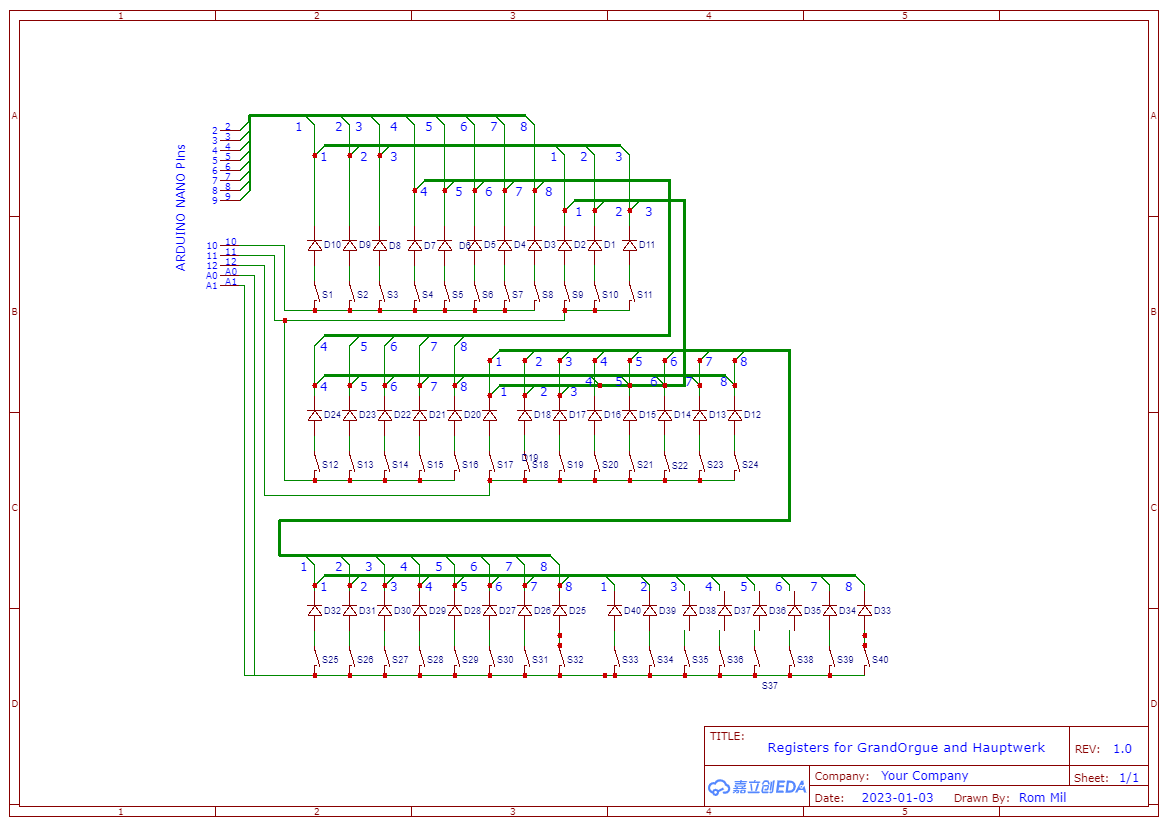 1 2 3 4 5
A A
B B
C C
D D
ARDUINO NANO PIns
2 2
3 3
4 4
5 5
6 6
7 7
8 8
9 9
10 10
11 11
12 12
A0 A0
A1 A1
1 2 3 4 5 6 7 8
1 2 3 1 2 3
4 5 6 7 8
1 2 3
D10 D9 D8 D7 D6 D5 D4 D3 D2 D1 D11
S1 S2 S3 S4 S5 S6 S7 S8 S9 S10 S11
4 5 6 7 8
1 2 3 4 5 6 7 8
4 5 6 7 8 1 2 3 4 5 6 7 8
D24 D23 D22 D21 D20 D18 D17 D16 D15 D14 D13 D12
D19
S12 S13 S14 S15 S16 S17 S18 S19 S20 S21 S22 S23 S24
1 2 3 4 5 6 7 8
1 2 3 4 5 6 7 8 1 2 3 4 5 6 7 8
D32 D31 D30 D29 D28 D27 D26 D25 D40 D39 D38 D37 D36 D35 D34 D33
S25 S26 S27 S28 S29 S30 S31 S32 S33 S34 S35 S36 S38 S39 S40
S37
TITLE:
Registers for GrandOrgue and Hauptwerk
REV: 1.0
嘉立创EDA
Company: Your Company
Sheet: 1/1
Date: 2023-01-03 Drawn By: Rom Mil
1 2 3 4 5